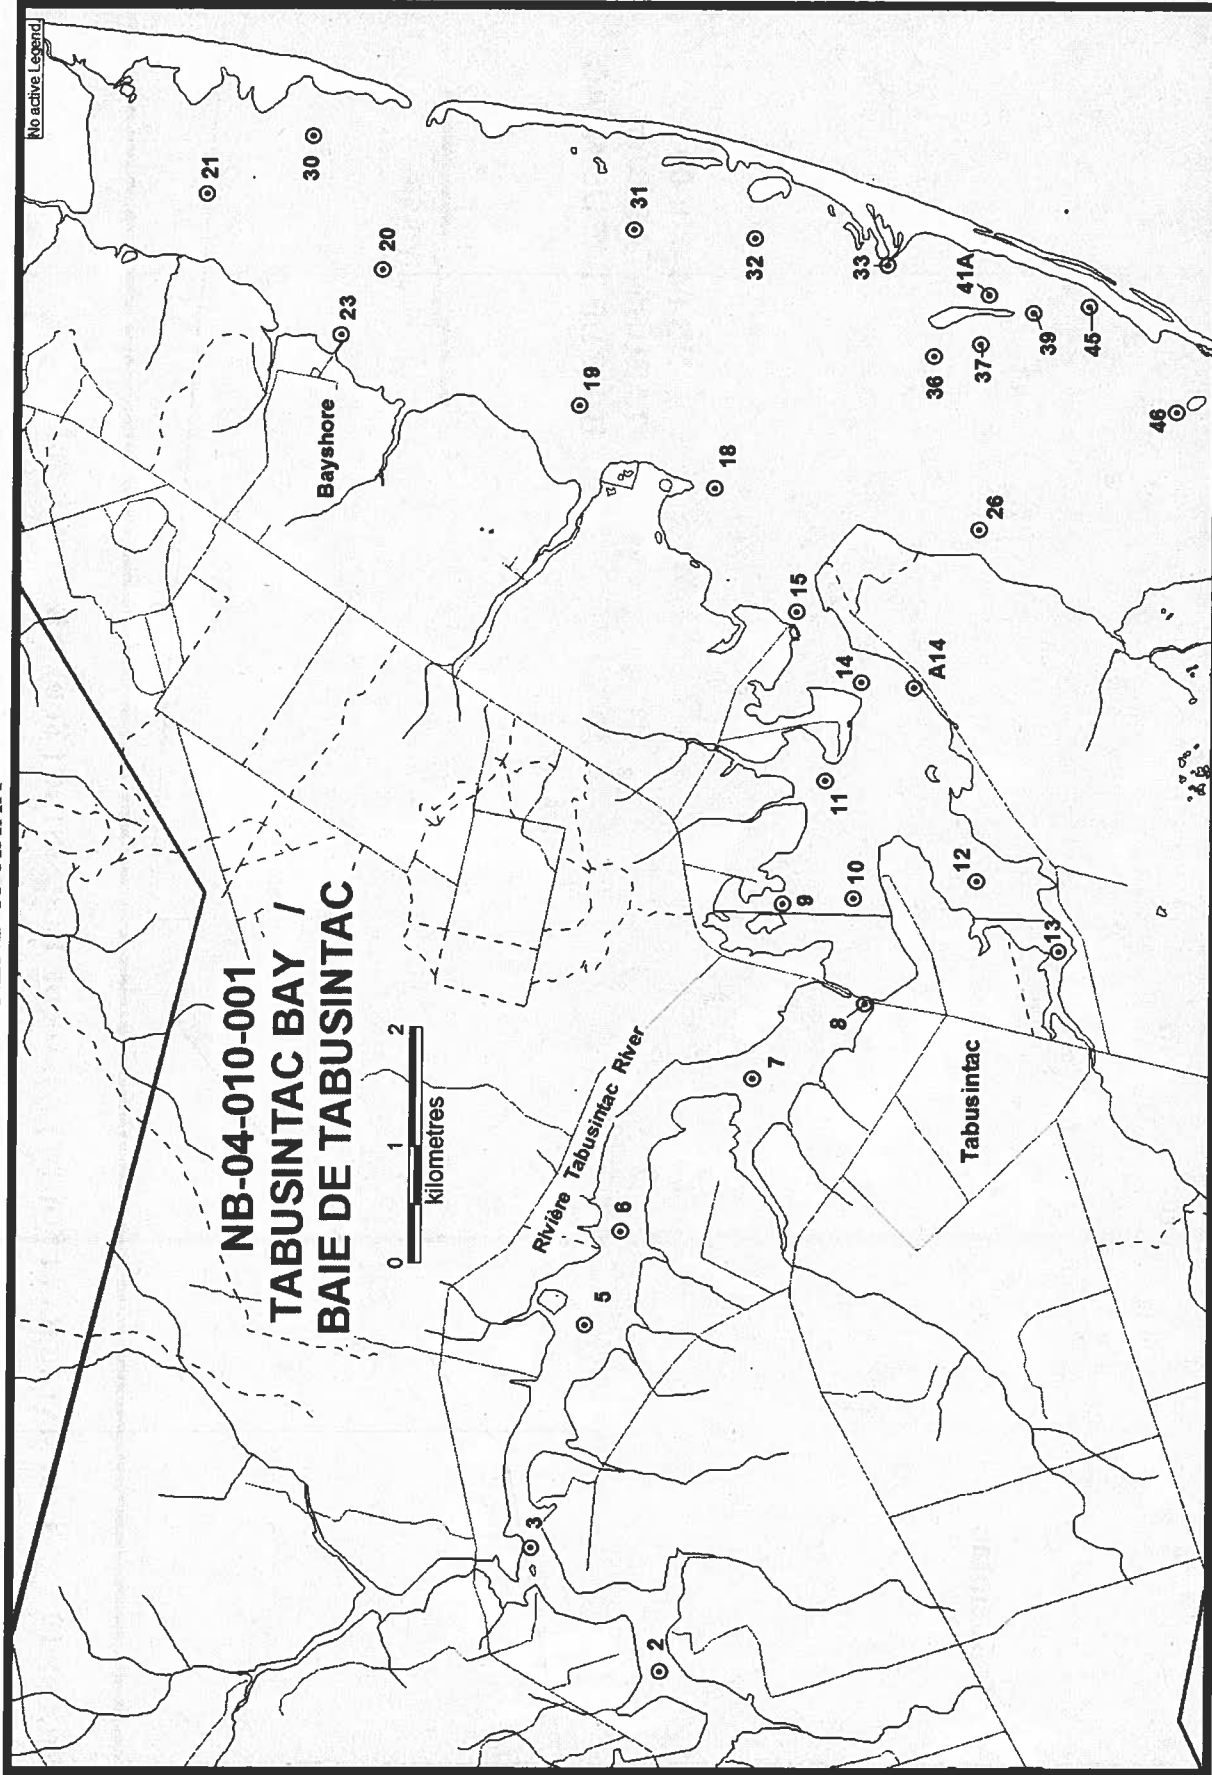 No active Legend
NB-04-010-001
TABUSINTAC BAY /
BAIE DE TABUSINTAC
0 1 2
kilometres
Rivière Tabusintac River
Bayshore
Tabusintac
2
3
5
6
7
8
9
10
11
12
13
14
A14
15
18
19
20
21
23
26
30
31
32
33
36
37
39
41A
45
46